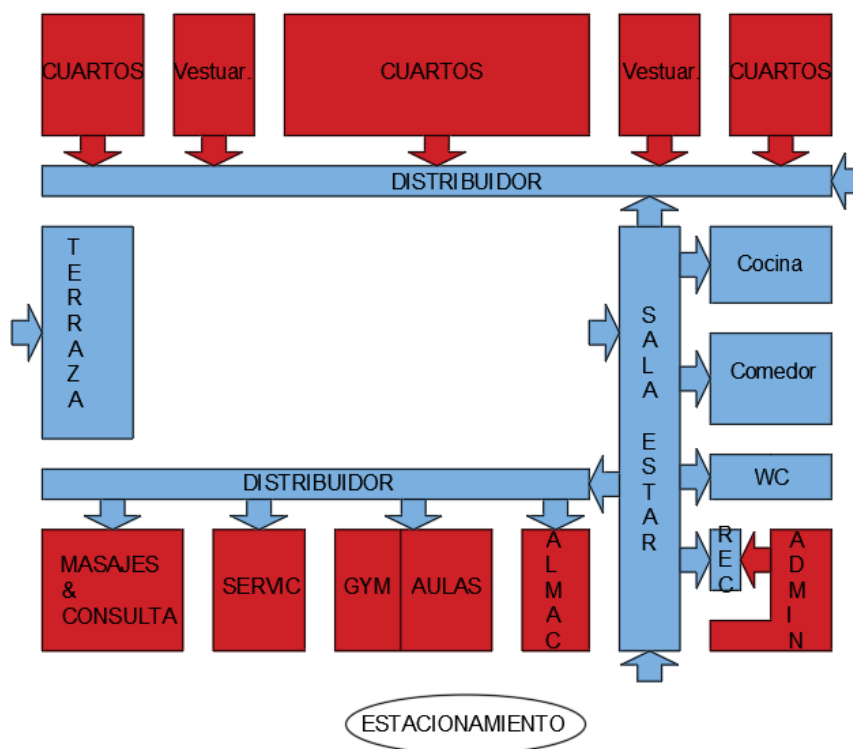 CUARTOS
Vestuar.
CUARTOS
Vestuar.
CUARTOS
DISTRIBUIDOR
TERRAZA
SALA ESTAR
Cocina
Comedor
WC
DISTRIBUIDOR
REC
ADMIN
MASAJES
&
CONSULTA
SERVIC
GYM
AULAS
ALMAC
ESTACIONAMIENTO